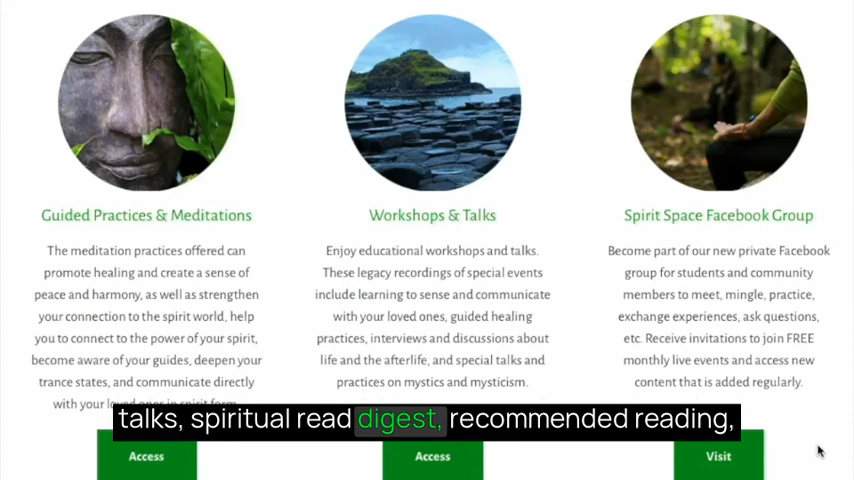 Guided Practices & Meditations
The meditation practices offered can
promote healing and create a sense of
peace and harmony, as well as strengthen
your connection to the spirit world, help
you to connect to the power of your spirit,
become aware of your guides, deepen your
trance states, and communicate directly
with your loved ones in spirit form.
Access
Workshops & Talks
Enjoy educational workshops and talks.
These legacy recordings of special events
include learning to sense and communicate
with your loved ones, guided healing
practices, interviews and discussions about
life and the afterlife, and special talks and
practices on mystics and mysticism.
Access
Spirit Space Facebook Group
Become part of our new private Facebook
group for students and community
members to meet, mingle, practice,
exchange experiences, ask questions,
etc. Receive invitations to join FREE
monthly live events and access new
content that is added regularly.
Visit
talks, spiritual read digest, recommended reading,